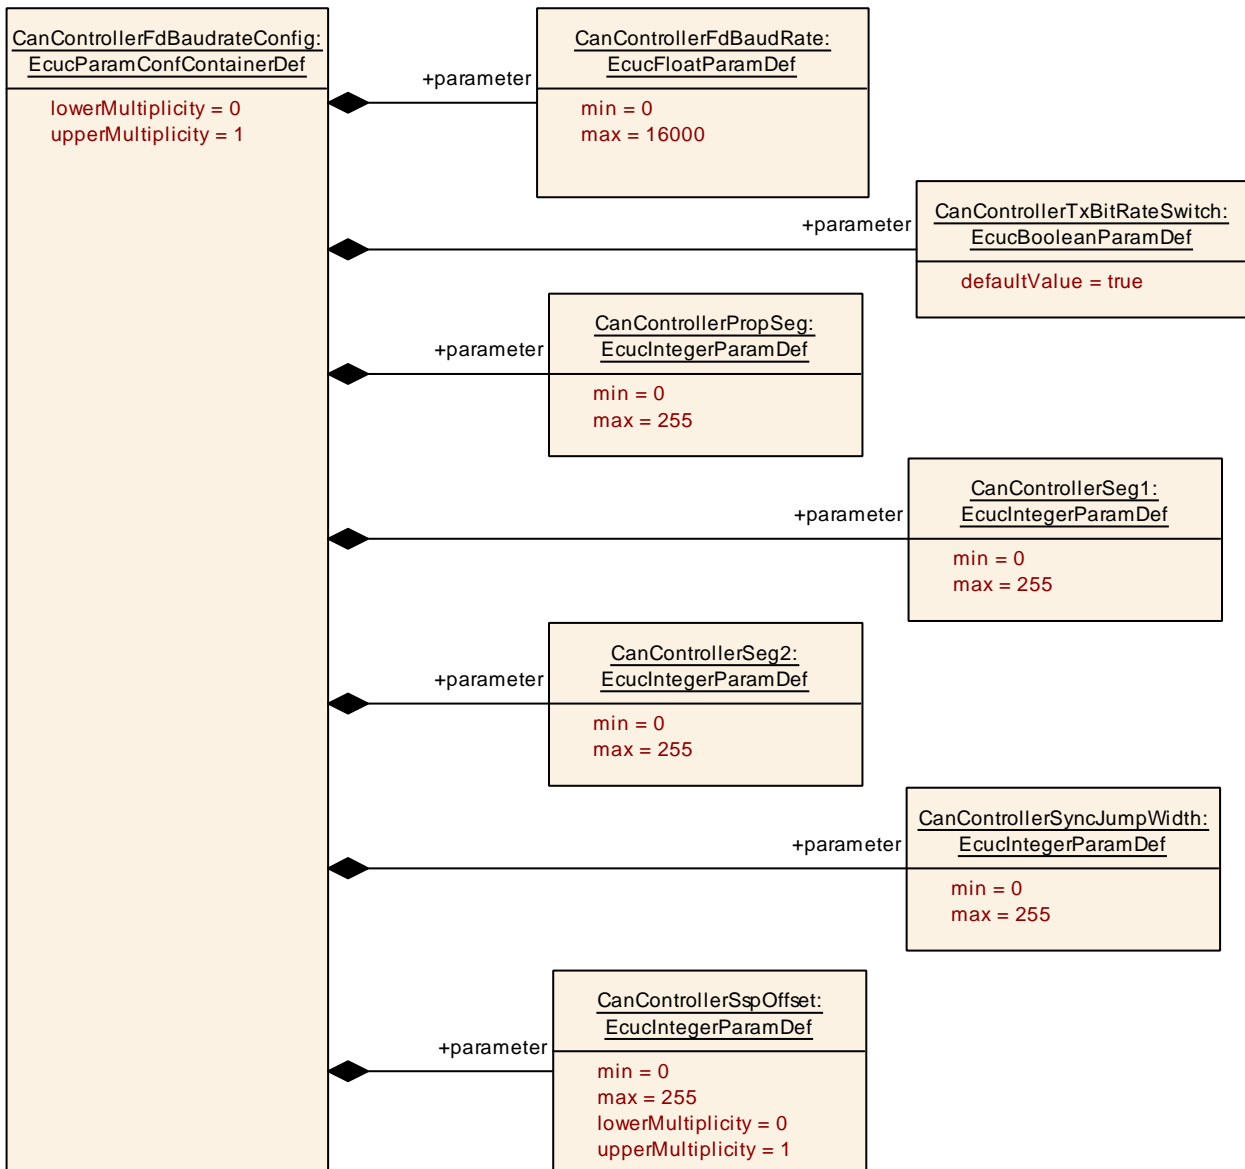 CanControllerFdBaudrateConfig:
EcucParamConfContainerDef
lowerMultiplicity = 0
upperMultiplicity = 1
+parameter
CanControllerFdBaudRate:
EcucFloatParamDef
min = 0
max = 16000
+parameter
CanControllerTxBitRateSwitch:
EcucBooleanParamDef
defaultValue = true
+parameter
CanControllerPropSeg:
EcucIntegerParamDef
min = 0
max = 255
+parameter
CanControllerSeg1:
EcucIntegerParamDef
min = 0
max = 255
+parameter
CanControllerSeg2:
EcucIntegerParamDef
min = 0
max = 255
+parameter
CanControllerSyncJumpWidth:
EcucIntegerParamDef
min = 0
max = 255
+parameter
CanControllerSspOffset:
EcucIntegerParamDef
min = 0
max = 255
lowerMultiplicity = 0
upperMultiplicity = 1